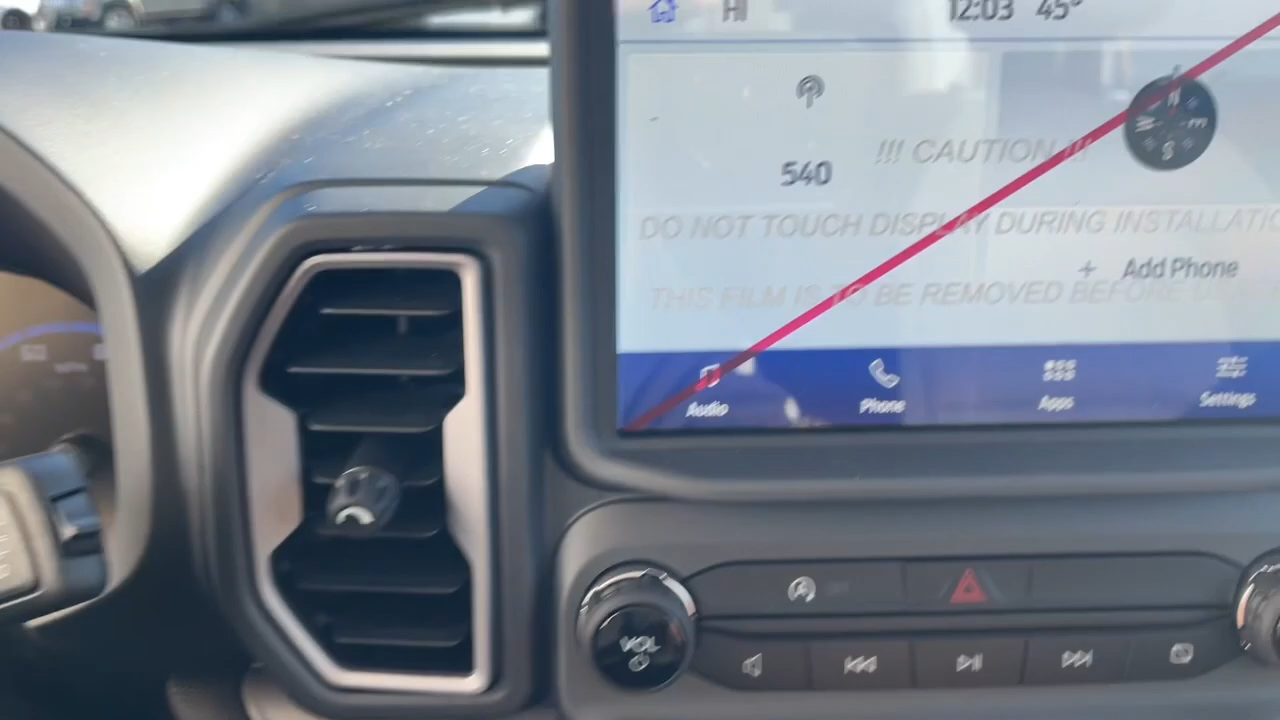 HI 12:03 45°
N
W E
S
540
!!! CAUTION !!!
DO NOT TOUCH DISPLAY DURING INSTALLATIO
+ Add Phone
THIS FILM IS TO BE REMOVED BEFORE
Audio Phone Apps Settings
VOL